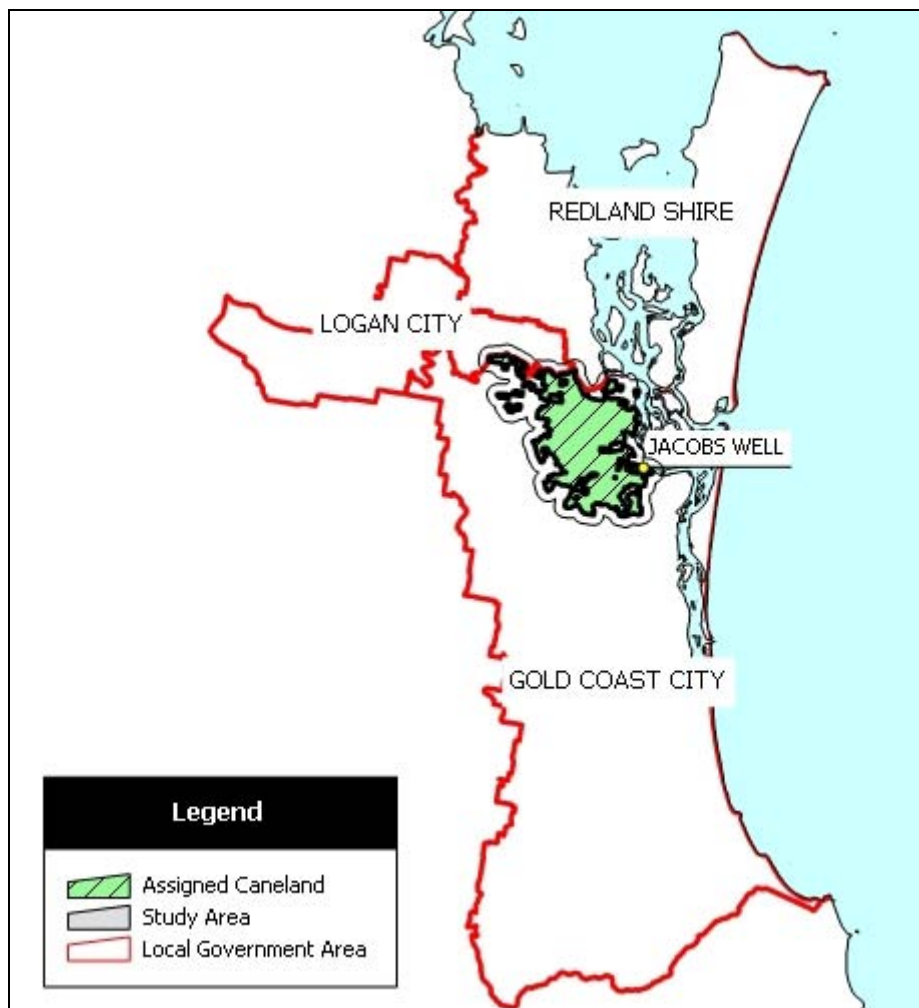 REDLAND SHIRE
LOGAN CITY
JACOBS WELL
GOLD COAST CITY
Legend
Assigned Caneland
Study Area
Local Government Area